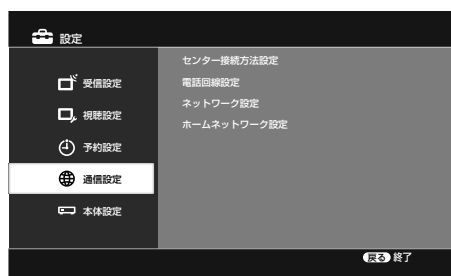 設定
受信設定
視聴設定
予約設定
通信設定
本体設定
センター接続方法設定
電話回線設定
ネットワーク設定
ホームネットワーク設定
戻る 終了